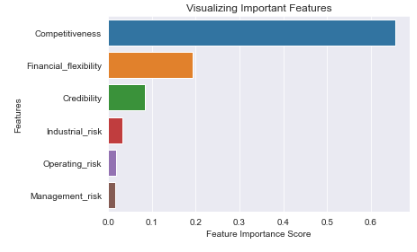 Visualizing Important Features
Competitiveness
Financial_flexibility
Credibility
Industrial_risk
Operating_risk
Management_risk
Features
0.0 0.1 0.2 0.3 0.4 0.5 0.6
Feature Importance Score